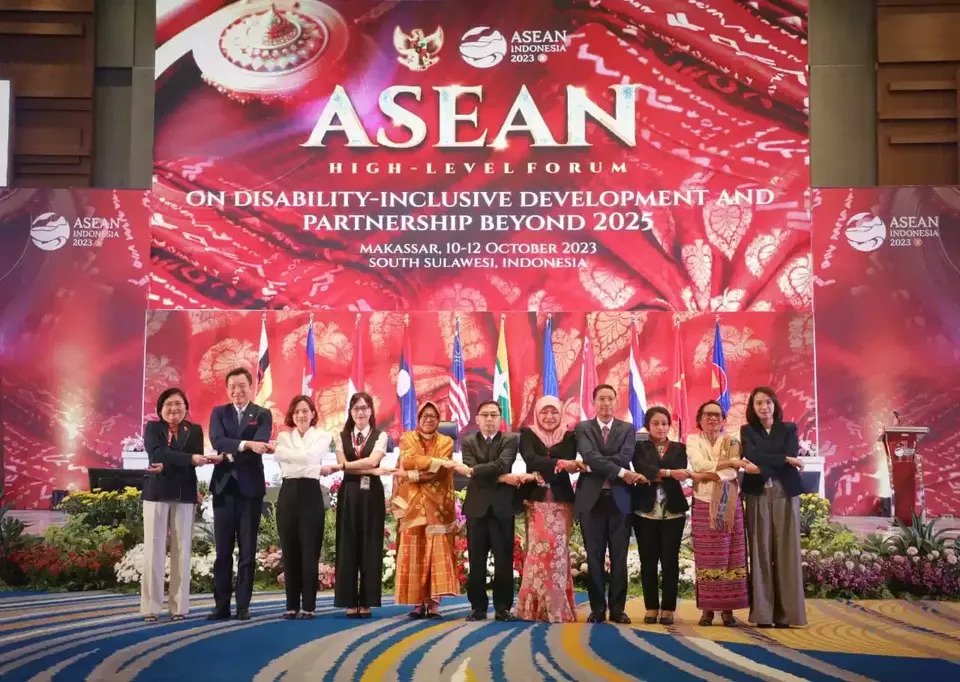 ASEAN
INDONESIA
2023
ASEAN
HIGH-LEVEL FORUM
ON DISABILITY-INCLUSIVE DEVELOPMENT AND
PARTNERSHIP BEYOND 2025
MAKASSAR, 10-12 OCTOBER 2023
SOUTH SULAWESI, INDONESIA
ASEAN
INDONESIA
2023
ASEAN
INDONESIA
2023